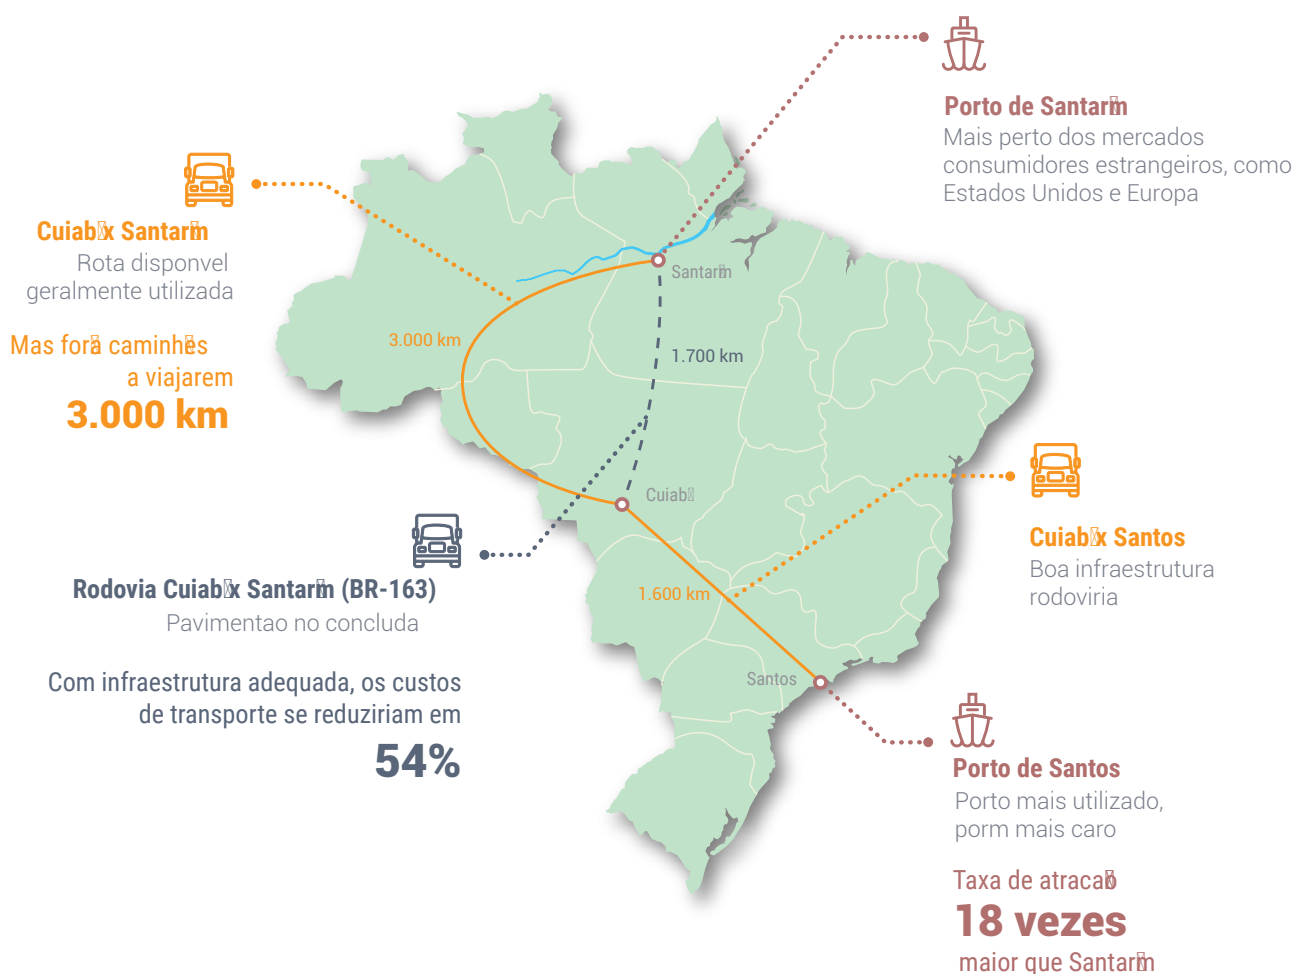 Porto de Santar▯m
Mais perto dos mercados
consumidores estrangeiros, como
Estados Unidos e Europa
Cuiab▯ x Santar▯m
Rota disponvel
geralmente utilizada
Mas for▯a caminh▯es
a viajarem
3.000 km
Santar▯m
3.000 km
1.700 km
Cuiab▯
Cuiab▯ x Santos
Boa infraestrutura
rodoviria
Rodovia Cuiab▯ x Santar▯m (BR-163)
Pavimentao no concluda
1.600 km
Com infraestrutura adequada, os custos
de transporte se reduziriam em
54%
Santos
Porto de Santos
Porto mais utilizado,
porm mais caro
Taxa de atraca▯o
18 vezes
maior que Santar▯m